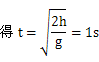 得 t = √(2h/g) = 1s